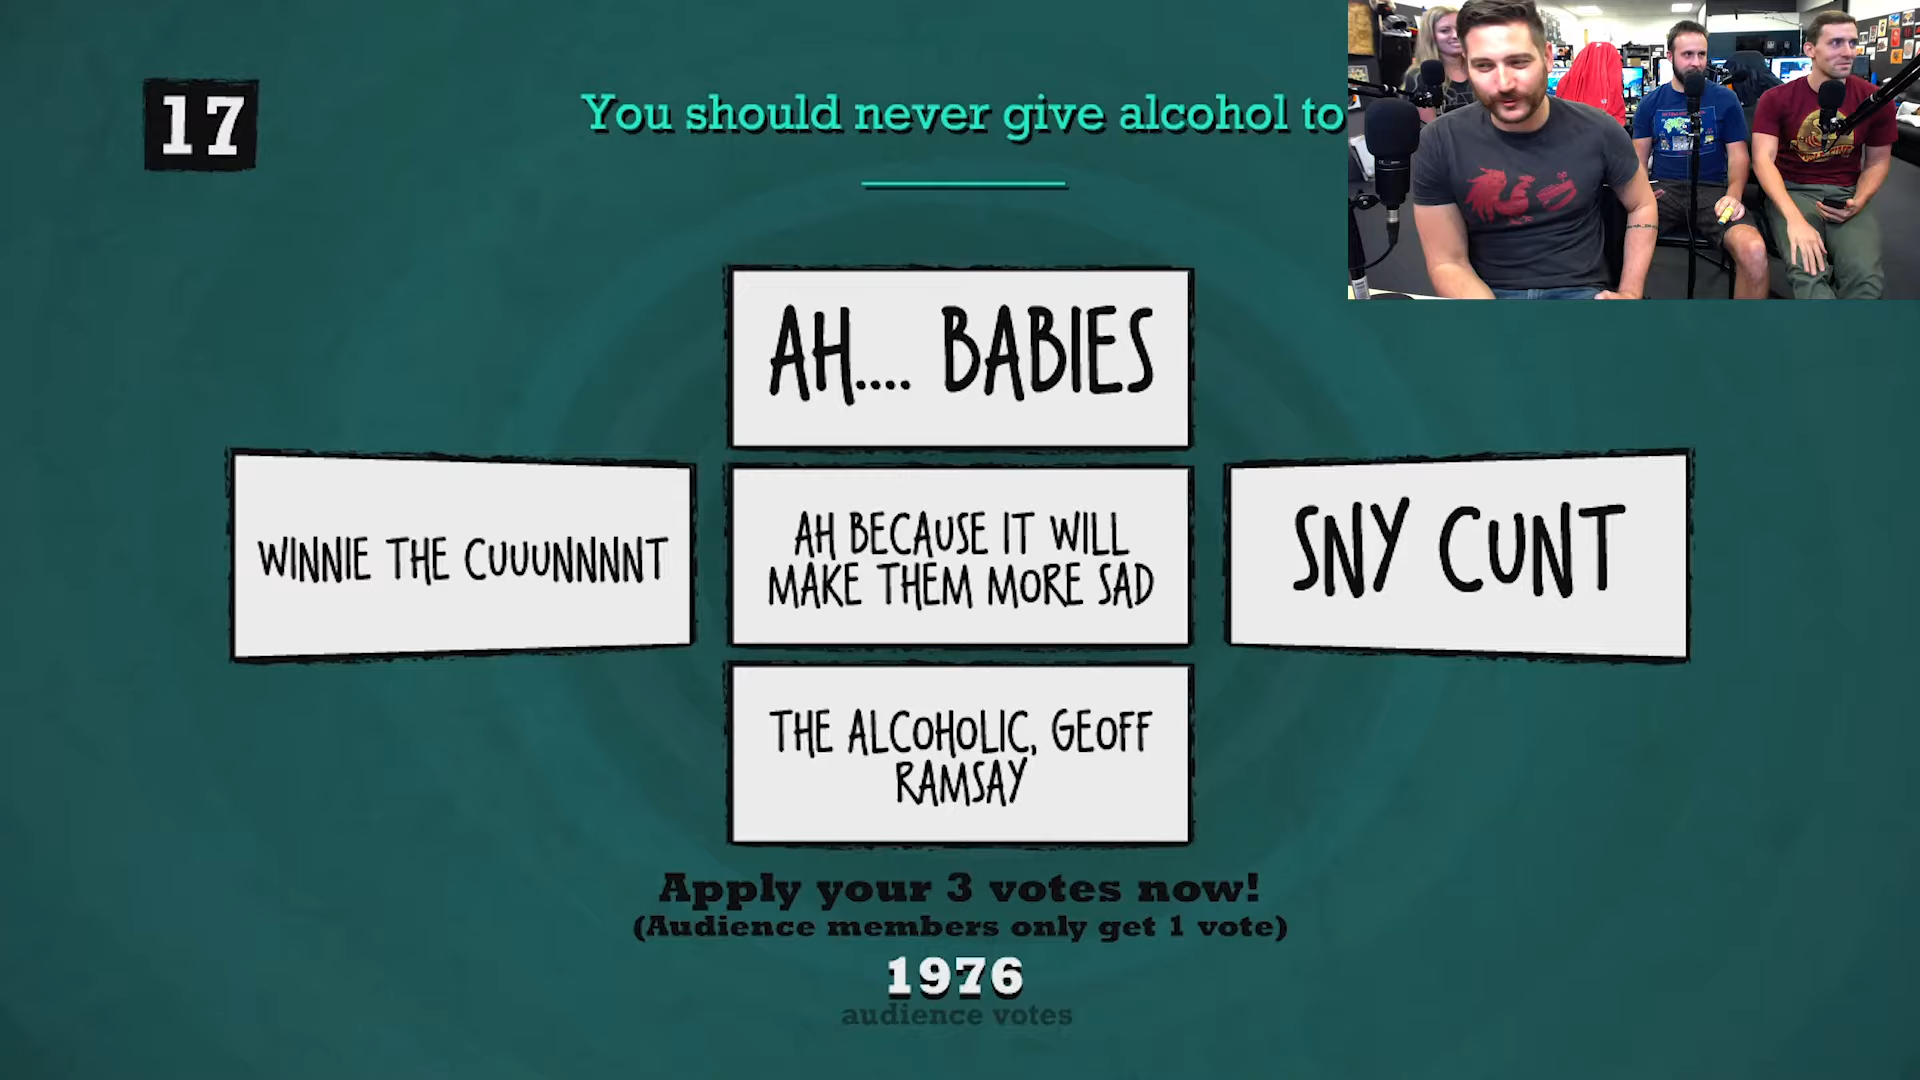 17
You should never give alcohol to
AH.... BABIES
WINNIE THE CUUUNNNNT
AH BECAUSE IT WILL
MAKE THEM MORE SAD
SNY CUNT
THE ALCOHOLIC, GEOFF
RAMSAY
Apply your 3 votes now!
(Audience members only get 1 vote)
1976
audience votes